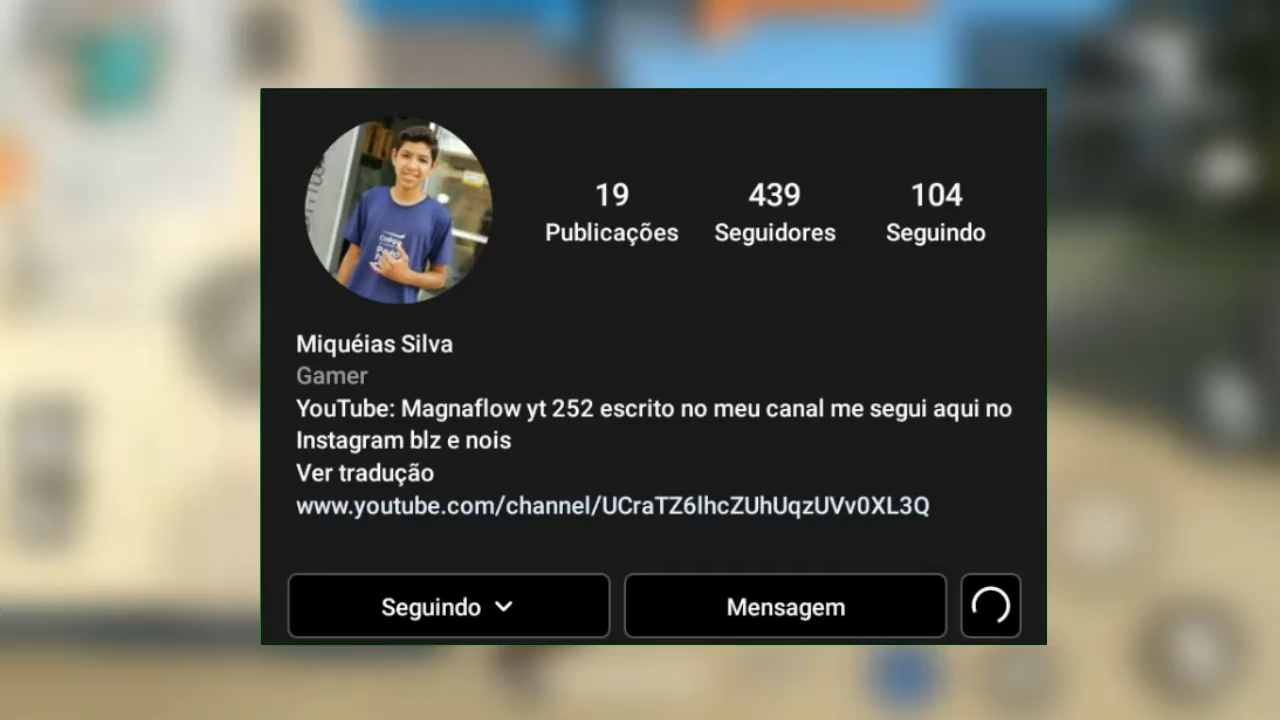 19
439
104
Publicações
Seguidores
Seguindo
Miquéias Silva
Gamer
YouTube: Magnaflow yt 252 escrito no meu canal me segui aqui no
Instagram blz e nois
Ver tradução
www.youtube.com/channel/UCraTZ6lhcZUhUqzUVv0XL3Q
Seguindo
Mensagem